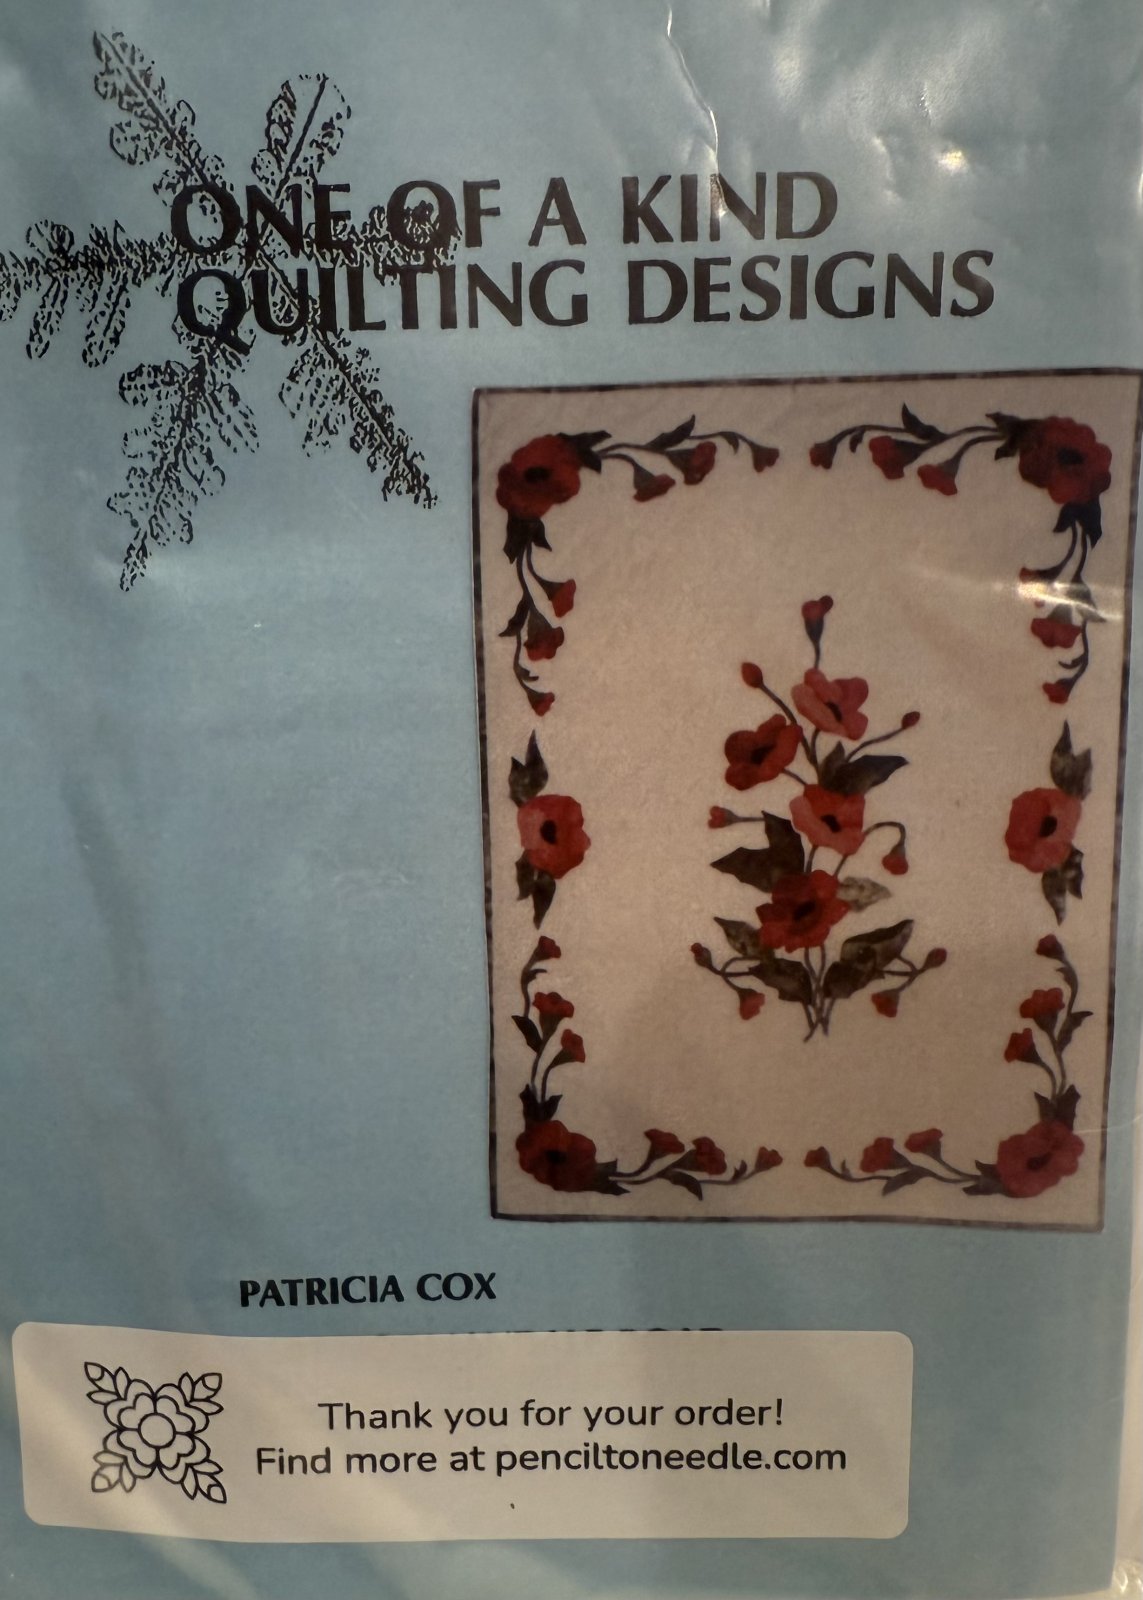 ONE OF A KIND
QUILTING DESIGNS
PATRICIA COX
Thank you for your order!
Find more at penciltoneedle.com